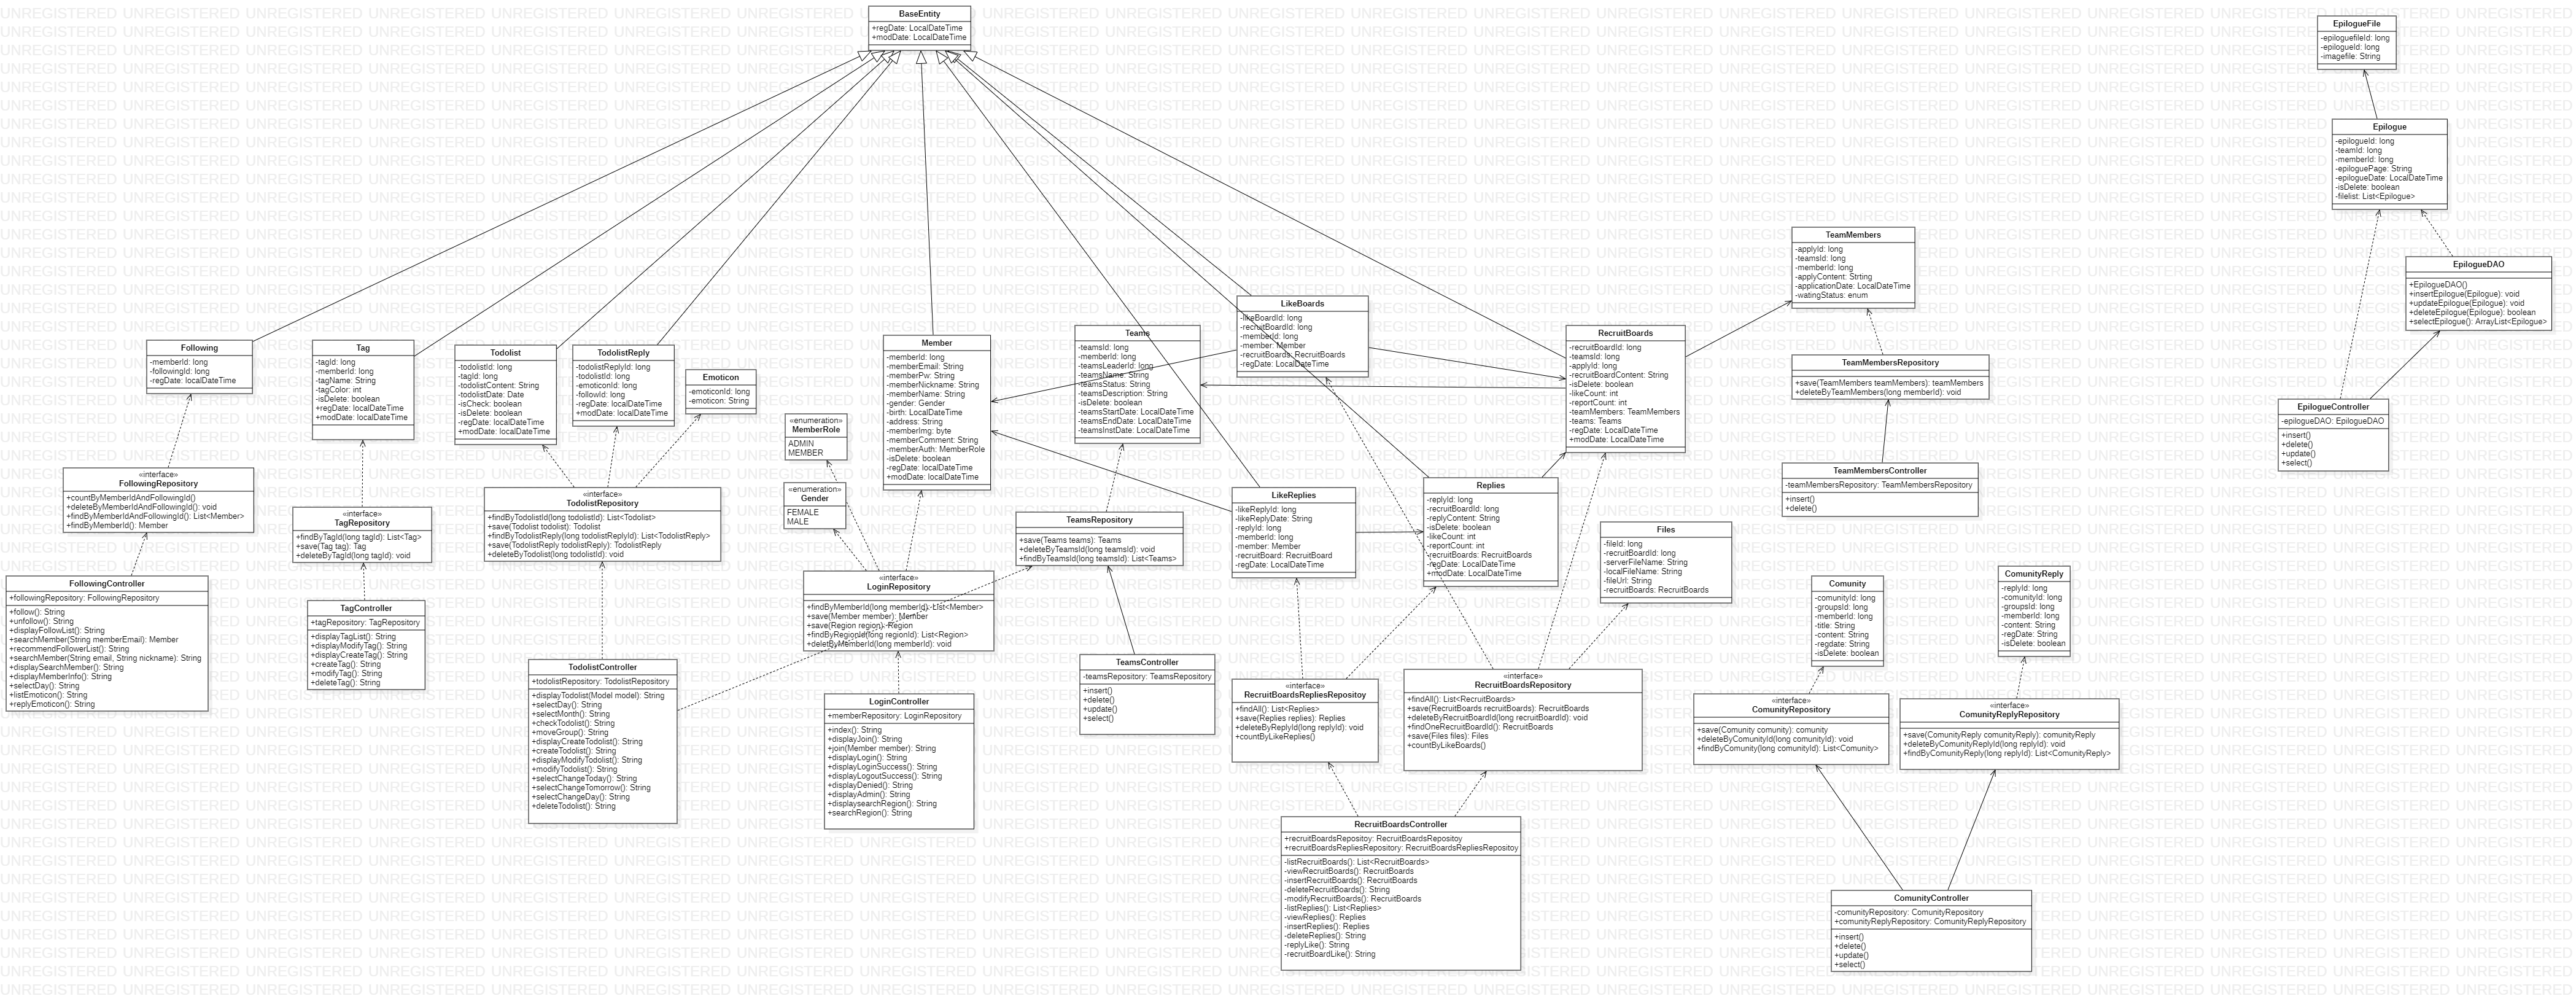 BaseEntity
+regDate: LocalDateTime
+modDate: LocalDateTime
EpilogueFile
-epiloguefileId: long
-epilogueId: long
-imagefile: String
Epilogue
-epilogueId: long
-teamId: long
-memberId: long
-epiloguePage: String
-epilogueDate: LocalDateTime
-isDelete: boolean
-filelist: List<Epilogue>
EpilogueDAO
+EpilogueDAO()
+insertEpilogue(Epilogue): void
+updateEpilogue(Epilogue): void
+deleteEpilogue(Epilogue): boolean
+selectEpilogue(): ArrayList<Epilogue>
EpilogueController
-epilogueDAO: EpilogueDAO
+insert()
+delete()
+update()
+select()
TeamMembers
-applyId: long
-teamsId: long
-memberId: long
-applyContent: Strting
-applicationDate: LocalDateTime
-watingStatus: enum
TeamMembersRepository
+save(TeamMembers teamMembers): teamMembers
+deleteByTeamMembers(long memberId): void
TeamMembersController
-teamMembersRepository: TeamMembersRepository
+insert()
+delete()
Following
-memberId: long
-followingId: long
-regDate: localDateTime
«interface»
FollowingRepository
+countByMemberIdAndFollowingId()
+deleteByMemberIdAndFollowingId(): void
+findByMemberIdAndFollowingId(): List<Member>
+findByMemberId(): Member
FollowingController
+followingRepository: FollowingRepository
+follow(): String
+unfollow(): String
+displayFollowList(): String
+searchMember(String memberEmail): Member
+recommendFollowerList(): String
+searchMember(String email, String nickname): String
+displaySearchMember(): String
+displayMemberInfo(): String
+selectDay(): String
+listEmoticon(): String
+replyEmoticon(): String
Tag
-tagId: long
-memberId: long
-tagName: String
-tagColor: int
-isDelete: boolean
+regDate: localDateTime
+modDate: localDateTime
«interface»
TagRepository
+findByTagId(long tagId): List<Tag>
+save(Tag tag): Tag
+deleteByTagId(long tagId): void
TagController
+tagRepository: TagRepository
+displayTagList(): String
+displayModifyTag(): String
+displayCreateTag(): String
+createTag(): String
+modifyTag(): String
+deleteTag(): String
Todolist
-todolistId: long
-tagId: long
-todolistContent: String
-todolistDate: Date
-isCheck: boolean
-isDelete: boolean
-regDate: localDateTime
+modDate: localDateTime
TodolistReply
-todolistReplyId: long
-todolistId: long
-emoticonId: long
-followId: long
-regDate: localDateTime
+modDate: localDateTime
Emoticon
-emoticonId: long
-emoticon: String
«interface»
TodolistRepository
+findByTodolistId(long todolistId): List<Todolist>
+save(Todolist todolist): Todolist
+findByTodolistReply(long todolistReplyId): List<TodolistReply>
+save(TodolistReply todolistReply): TodolistReply
+deleteByTodolist(long todolistId): void
TodolistController
+todolistRepository: TodolistRepository
+displayTodolist(Model model): String
+selectDay(): String
+selectMonth(): String
+checkTodolist(): String
+moveGroup(): String
+displayCreateTodolist(): String
+createTodolist(): String
+displayModifyTodolist(): String
+modifyTodolist(): String
+selectChangeToday(): String
+selectChangeTomorrow(): String
+selectChangeDay(): String
+deleteTodolist(): String
«enumeration»
MemberRole
ADMIN
MEMBER
«enumeration»
Gender
FEMALE
MALE
Member
-memberId: long
-memberEmail: String
-memberPw: String
-memberNickname: String
-memberName: String
-gender: Gender
-birth: LocalDateTime
-address: String
-memberImg: byte
-memberComment: String
-memberAuth: MemberRole
-isDelete: boolean
-regDate: localDateTime
+modDate: localDateTime
«interface»
LoginRepository
+findByMemberId(long memberId): List<Member>
+save(Member member): Member
+save(Region region): Region
+findByRegionId(long regionId): List<Region>
+deletByMemberId(long memberId): void
LoginController
+memberRepository: LoginRepository
+index(): String
+displayJoin(): String
+join(Member member): String
+displayLogin(): String
+displayLoginSuccess(): String
+displayLogoutSuccess(): String
+displayDenied(): String
+displayAdmin(): String
+displaysearchRegion(): String
+searchRegion(): String
Teams
-teamsId: long
-memberId: long
-teamsLeaderId: long
-teamsName: String
-teamsStatus: String
-teamsDescription: String
-isDelete: boolean
-teamsStartDate: LocalDateTime
-teamsEndDate: LocalDateTime
-teamsInstDate: LocalDateTime
TeamsRepository
+save(Teams teams): Teams
+deleteByTeamsId(long teamsId): void
+findByTeamsId(long teamsId): List<Teams>
TeamsController
-teamsRepository: TeamsRepository
+insert()
+delete()
+update()
+select()
LikeBoards
-likeBoardId: long
-recruitBoardId: long
-memberId: long
-member: Member
-recruitBoards: RecruitBoards
-regDate: LocalDateTime
RecruitBoards
-recruitBoardId: long
-teamsId: long
-applyId: long
-recruitBoardContent: String
-isDelete: boolean
-likeCount: int
-reportCount: int
-teamMembers: TeamMembers
-teams: Teams
-regDate: LocalDateTime
+modDate: LocalDateTime
LikeReplies
-likeReplyId: long
-likeReplyDate: String
-replyId: long
-memberId: long
-member: Member
-recruitBoard: RecruitBoard
-regDate: LocalDateTime
Replies
-replyId: long
-recruitBoardId: long
-replyContent: String
-isDelete: boolean
-likeCount: int
-reportCount: int
-recruitBoards: RecruitBoards
-regDate: LocalDateTime
+modDate: LocalDateTime
Files
-fileId: long
-recruitBoardId: long
-serverFileName: String
-localFileName: String
-fileUrl: String
-recruitBoards: RecruitBoards
«interface»
RecruitBoardsRepliesRepositoy
+findAll(): List<Replies>
+save(Replies replies): Replies
+deleteByReplyId(long replyId): void
+countByLikeReplies()
«interface»
RecruitBoardsRepository
+findAll(): List<RecruitBoards>
+save(RecruitBoards recruitBoards): RecruitBoards
+deleteByRecruitBoardId(long recruitBoardId): void
+findOneRecruitBoardId(): RecruitBoards
+save(Files files): Files
+countByLikeBoards()
RecruitBoardsController
+recruitBoardsRepositoy: RecruitBoardsRepositoy
+recruitBoardsRepliesRepository: RecruitBoardsRepliesRepositoy
-listRecruitBoards(): List<RecruitBoards>
-viewRecruitBoards(): RecruitBoards
-insertRecruitBoards(): RecruitBoards
-deleteRecruitBoards(): String
-modifyRecruitBoards(): RecruitBoards
-listReplies(): List<Replies>
-viewReplies(): Replies
-insertReplies(): Replies
-deleteReplies(): String
-replyLike(): String
-recruitBoardLike(): String
Comunity
-comunityId: long
-groupsId: long
-memberId: long
-title: String
-content: String
-regdate: String
-isDelete: boolean
ComunityReply
-replyId: long
-comunityId: long
-groupsId: long
-memberId: long
-content: String
-regDate: String
-isDelete: boolean
«interface»
ComunityRepository
+save(Comunity comunity): comunity
+deleteByComunityId(long comunityId): void
+findByComunity(long comunityId): List<Comunity>
«interface»
ComunityReplyRepository
+save(ComunityReply comunityReply): comunityReply
+deleteByComunityReplyId(long replyId): void
+findByComunityReply(long replyId): List<ComunityReply>
ComunityController
-comunityRepository: ComunityRepository
+comunityReplyRepository: ComunityReplyRepository
+insert()
+delete()
+update()
+select()
UNREGISTERED